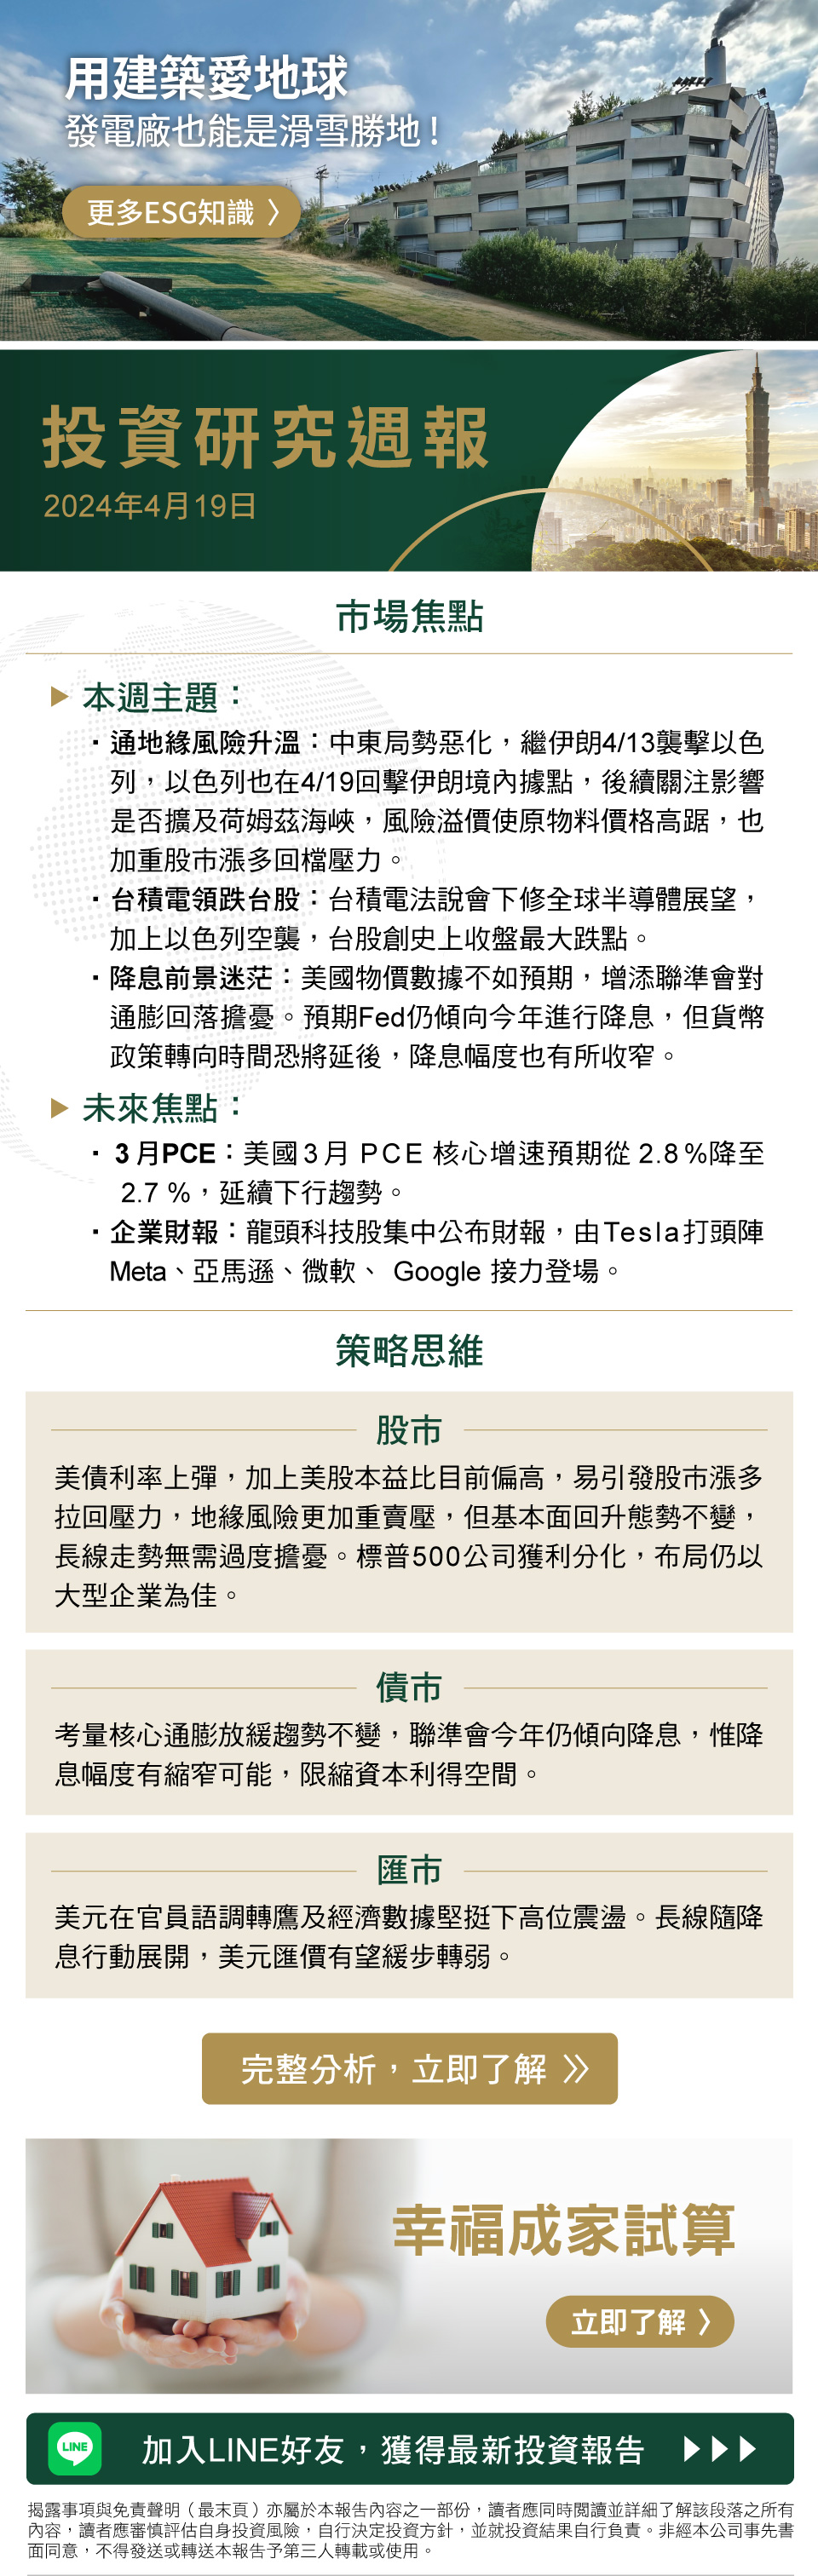 用建築愛地球
發電廠也能是滑雪勝地！
更多ESG知識 〉
投資研究週報
2024年4月19日
市場焦點
本週主題：
・通地緣風險升溫：中東局勢惡化，繼伊朗4/13襲擊以色
列，以色列也在4/19回擊伊朗境內據點，後續關注影響
是否擴及荷姆茲海峽，風險溢價使原物料價格高踞，也
加重股市漲多回檔壓力。
・台積電領跌台股：台積電法說會下修全球半導體展望，
加上以色列空襲，台股創史上收盤最大跌點。
・降息前景迷茫：美國物價數據不如預期，增添聯準會對
通膨回落擔憂。預期Fed仍傾向今年進行降息，但貨幣
政策轉向時間恐將延後，降息幅度也有所收窄。
未來焦點：
・3月PCE：美國3月 PCE 核心增速預期從 2.8%降至
2.7 %，延續下行趨勢。
・企業財報：龍頭科技股集中公布財報，由Tesla打頭陣
Meta、亞馬遜、微軟、 Google 接力登場。
策略思維
股市
美債利率上彈，加上美股本益比目前偏高，易引發股市漲多
拉回壓力，地緣風險更加重賣壓，但基本面回升態勢不變，
長線走勢無需過度擔憂。標普500公司獲利分化，布局仍以
大型企業為佳。
債市
考量核心通膨放緩趨勢不變，聯準會今年仍傾向降息，惟降
息幅度有縮窄可能，限縮資本利得空間。
匯市
美元在官員語調轉鷹及經濟數據堅挺下高位震盪。長線隨降
息行動展開，美元匯價有望緩步轉弱。
完整分析，立即了解 》
幸福成家試算
立即了解 〉
LINE
加入LINE好友，獲得最新投資報告
揭露事項與免責聲明（最末頁）亦屬於本報告內容之一部份，讀者應同時閱讀並詳細了解該段落之所有
內容，讀者應審慎評估自身投資風險，自行決定投資方針，並就投資結果自行負責。非經本公司事先書
面同意，不得發送或轉送本報告予第三人轉載或使用。